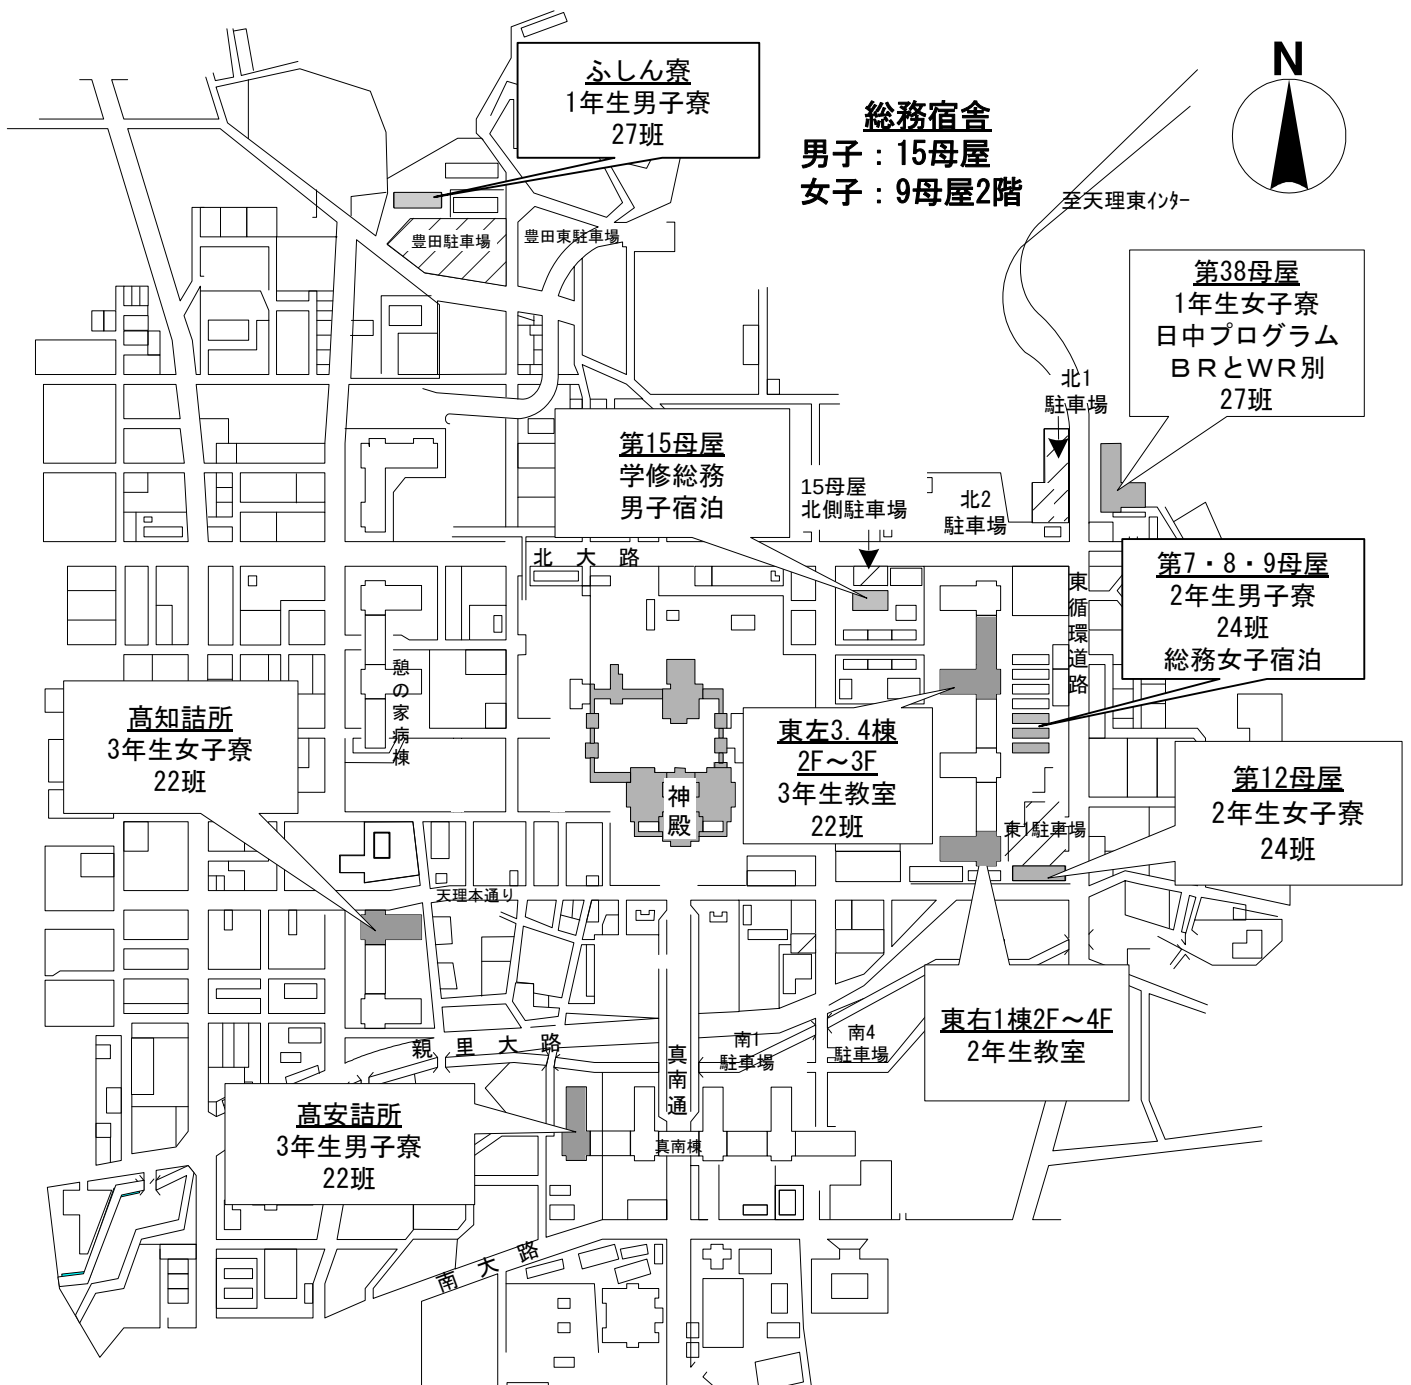 N
ふしん寮
1年生男子寮
27班
総務宿舎
男子：15母屋
女子：9母屋2階
至天理東ｲﾝﾀｰ
豊田駐車場
豊田東駐車場
第38母屋
1年生女子寮
日中プログラム
ＢＲとＷＲ別
27班
北1
駐車場
第15母屋
学修総務
男子宿泊
15母屋
北側駐車場
北2
駐車場
北大路
東循環道路
第7・8・9母屋
2年生男子寮
24班
総務女子宿泊
憩の家病棟
髙知詰所
3年生女子寮
22班
神殿
東左3.4棟
2F～3F
3年生教室
22班
第12母屋
2年生女子寮
24班
東1駐車場
天理本通り
東右1棟2F～4F
2年生教室
親里大路
真南通
南1
駐車場
南4
駐車場
髙安詰所
3年生男子寮
22班
真南棟
南大路